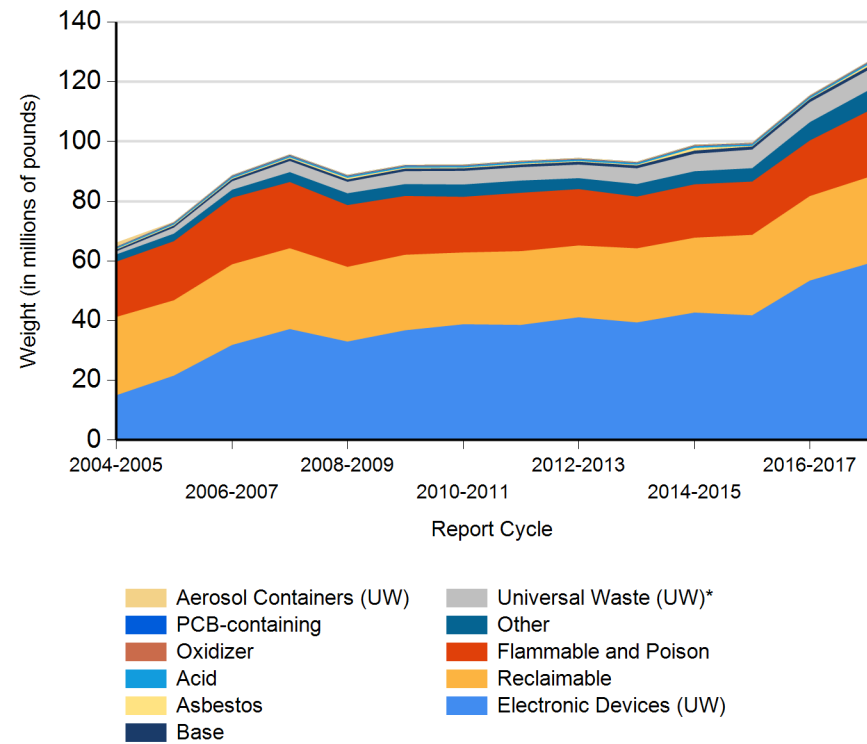 140
120
100
80
60
40
20
0
Weight (in millions of pounds)
2004-2005
2008-2009
2012-2013
2016-2017
2006-2007
2010-2011
2014-2015
Report Cycle
Aerosol Containers (UW)
PCB-containing
Oxidizer
Acid
Asbestos
Base
Universal Waste (UW)*
Other
Flammable and Poison
Reclaimable
Electronic Devices (UW)